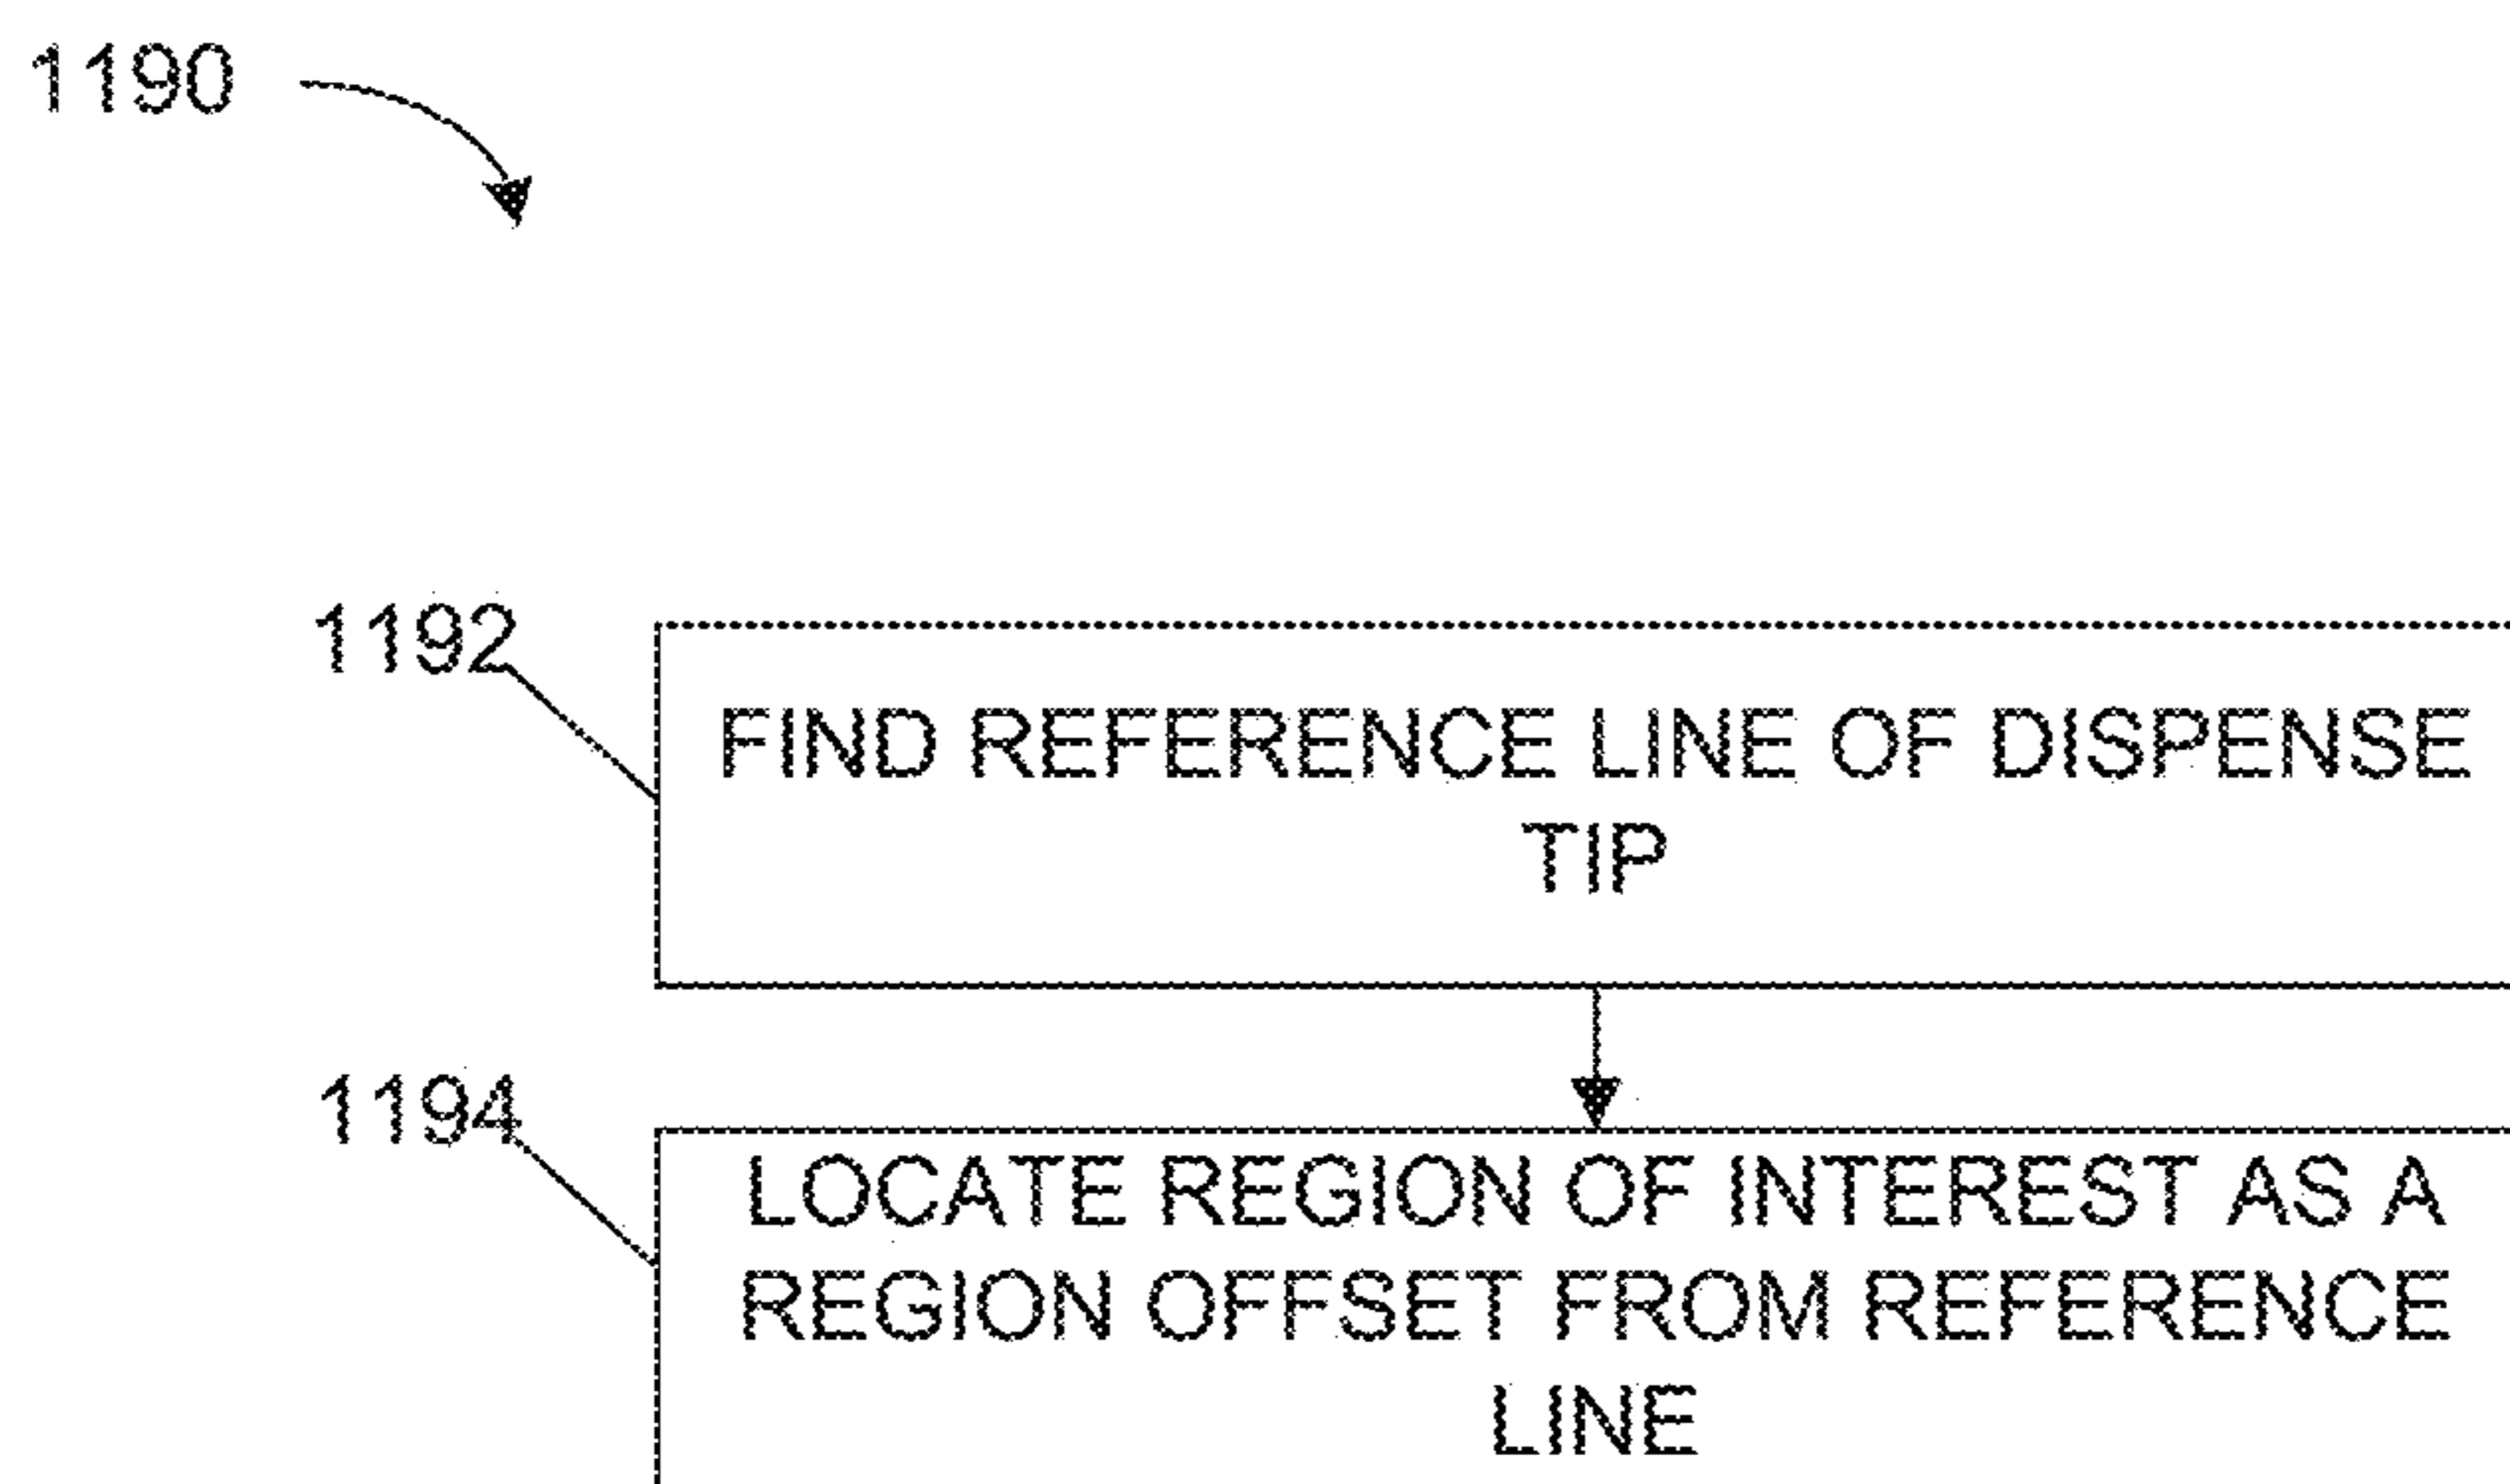 1190
1192
FIND REFERENCE LINE OF DISPENSE
TIP
1194
LOCATE REGION OF INTEREST AS A
REGION OFFSET FROM REFERENCE
LINE